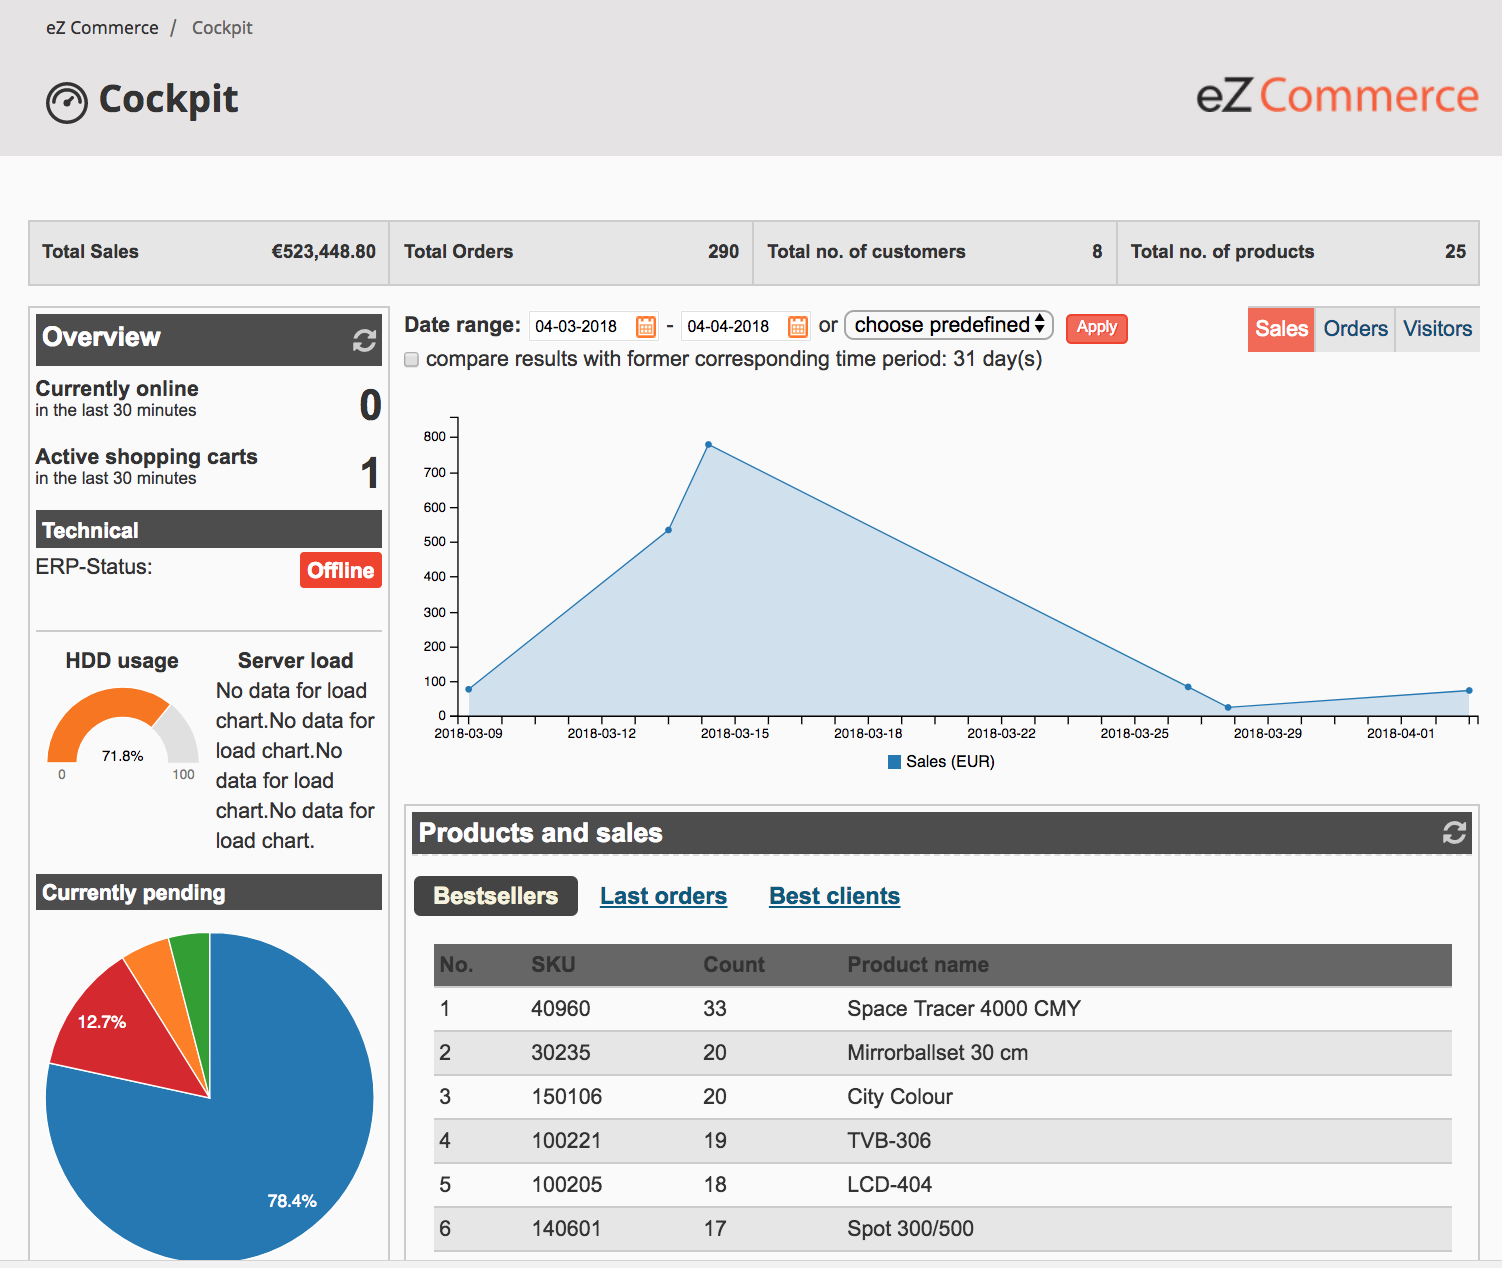 eZ Commerce / Cockpit
Cockpit
eZ Commerce
Total Sales €523,448.80 Total Orders 290 Total no. of customers 8 Total no. of products 25
Overview
Currently online
in the last 30 minutes
0
Active shopping carts
in the last 30 minutes
1
Technical
ERP-Status: Offline
HDD usage
71.8%
0 100
Server load
No data for load
chart.No data for
load chart.No
data for load
chart.No data for
load chart.
Currently pending
12.7%
78.4%
Date range: 04-03-2018 - 04-04-2018 or choose predefined Apply
Sales Orders Visitors
compare results with former corresponding time period: 31 day(s)
800
700
600
500
400
300
200
100
0
2018-03-09 2018-03-12 2018-03-15 2018-03-18 2018-03-22 2018-03-25 2018-03-29 2018-04-01
Sales (EUR)
Products and sales
Bestsellers Last orders Best clients
No. SKU Count Product name
1 40960 33 Space Tracer 4000 CMY
2 30235 20 Mirrorballset 30 cm
3 150106 20 City Colour
4 100221 19 TVB-306
5 100205 18 LCD-404
6 140601 17 Spot 300/500